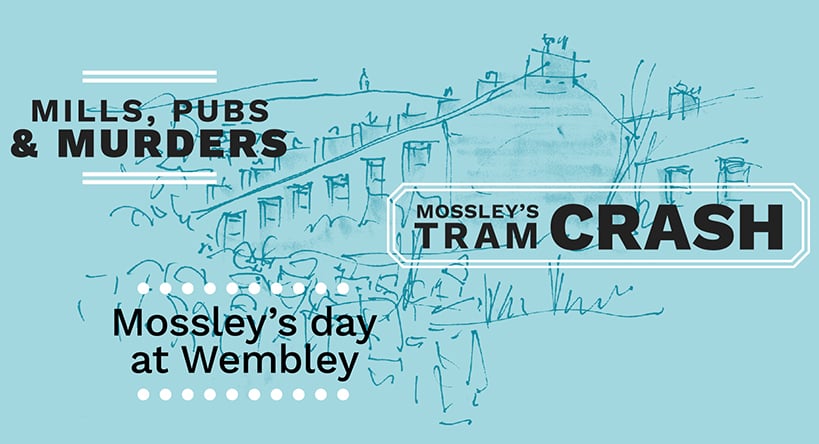 MILLS, PUBS
& MURDERS
MOSSLEY'S
TRAM CRASH
Mossley's day
at Wembley